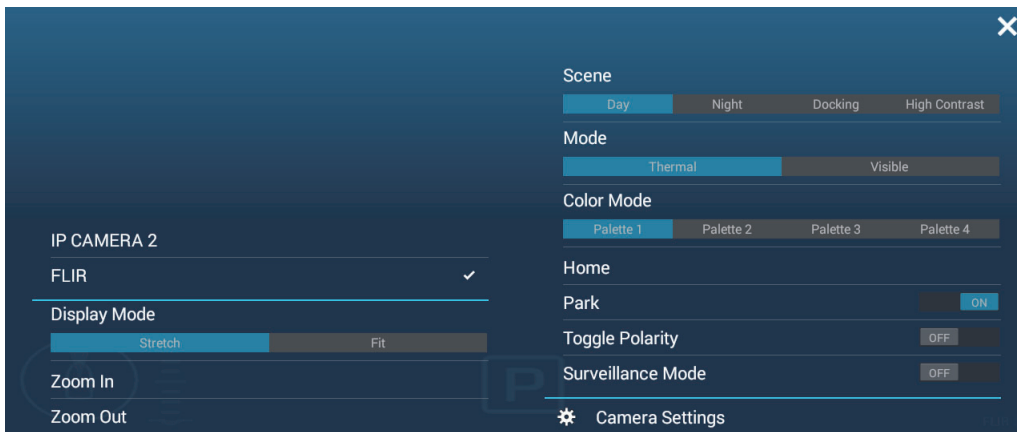 IP CAMERA 2
FLIR
Display Mode
Stretch Fit
Zoom In
Zoom Out
Scene
Day Night Docking High Contrast
Mode
Thermal Visible
Color Mode
Palette 1 Palette 2 Palette 3 Palette 4
Home
Park ON
Toggle Polarity OFF
Surveillance Mode OFF
Camera Settings
P